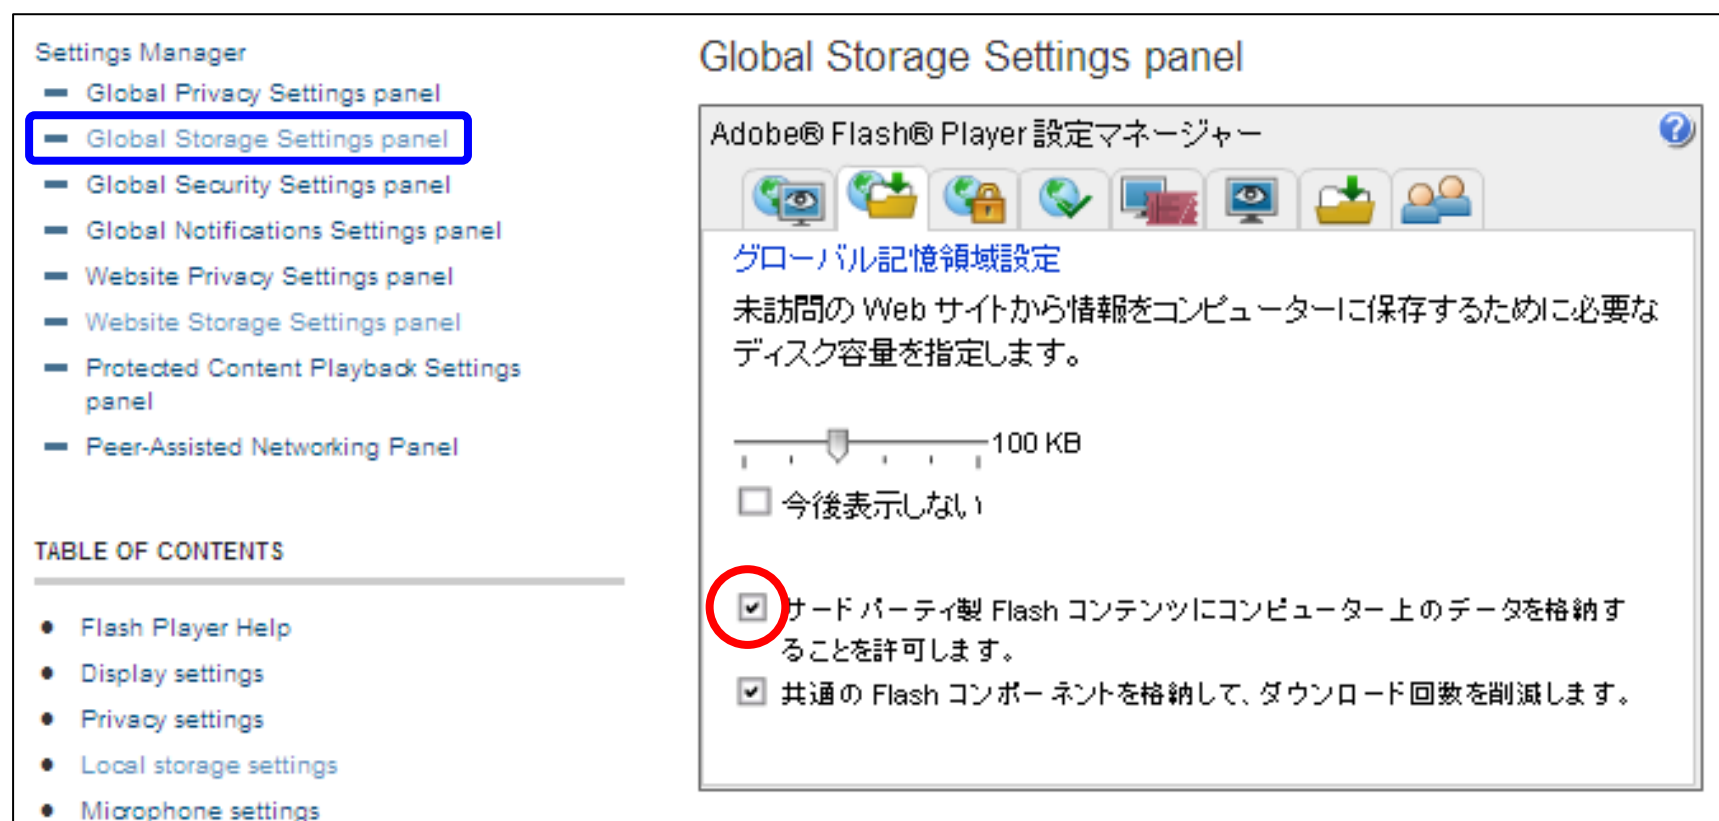 Settings Manager
Global Privacy Settings panel
Global Storage Settings panel
Global Security Settings panel
Global Notifications Settings panel
Website Privacy Settings panel
Website Storage Settings panel
Protected Content Playback Settings
panel
Peer-Assisted Networking Panel
TABLE OF CONTENTS
Flash Player Help
Display settings
Privacy settings
Local storage settings
Microphone settings
Global Storage Settings panel
Adobe® Flash® Player 設定マネージャー
グローバル記憶領域設定
未訪問の Web サイトから情報をコンピューターに保存するために必要な
ディスク容量を指定します。
100 KB
今後表示しない
サードパーティ製 Flash コンテンツにコンピューター上のデータを格納す
ることを許可します。
共通の Flash コンポーネントを格納して、ダウンロード回数を削減します。